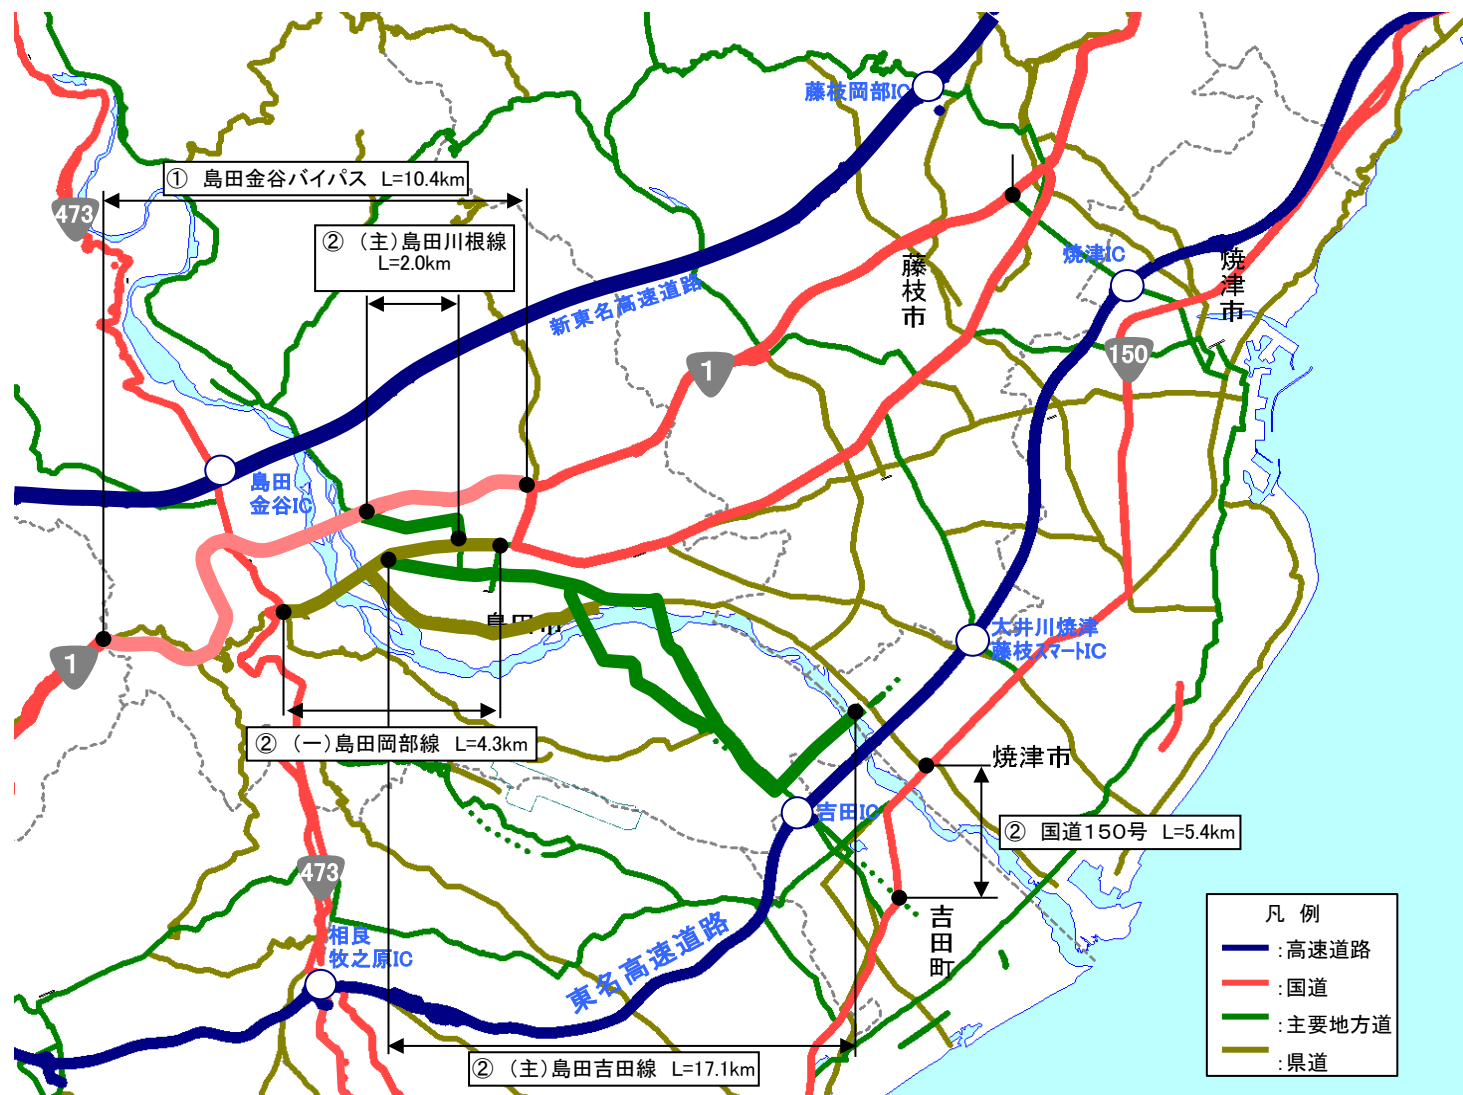 藤枝岡部IC
① 島田金谷バイパス L=10.4km
473
② (主)島田川根線
L=2.0km
焼津IC
藤枝市
焼津市
新東名高速道路
1
150
島田
金谷IC
島田市
大井川焼津
藤枝スマートIC
1
② (一)島田岡部線 L=4.3km
焼津市
吉田IC
② 国道150号 L=5.4km
473
吉田町
相良
牧之原IC
東名高速道路
② (主)島田吉田線 L=17.1km
凡 例
:高速道路
:国道
:主要地方道
:県道